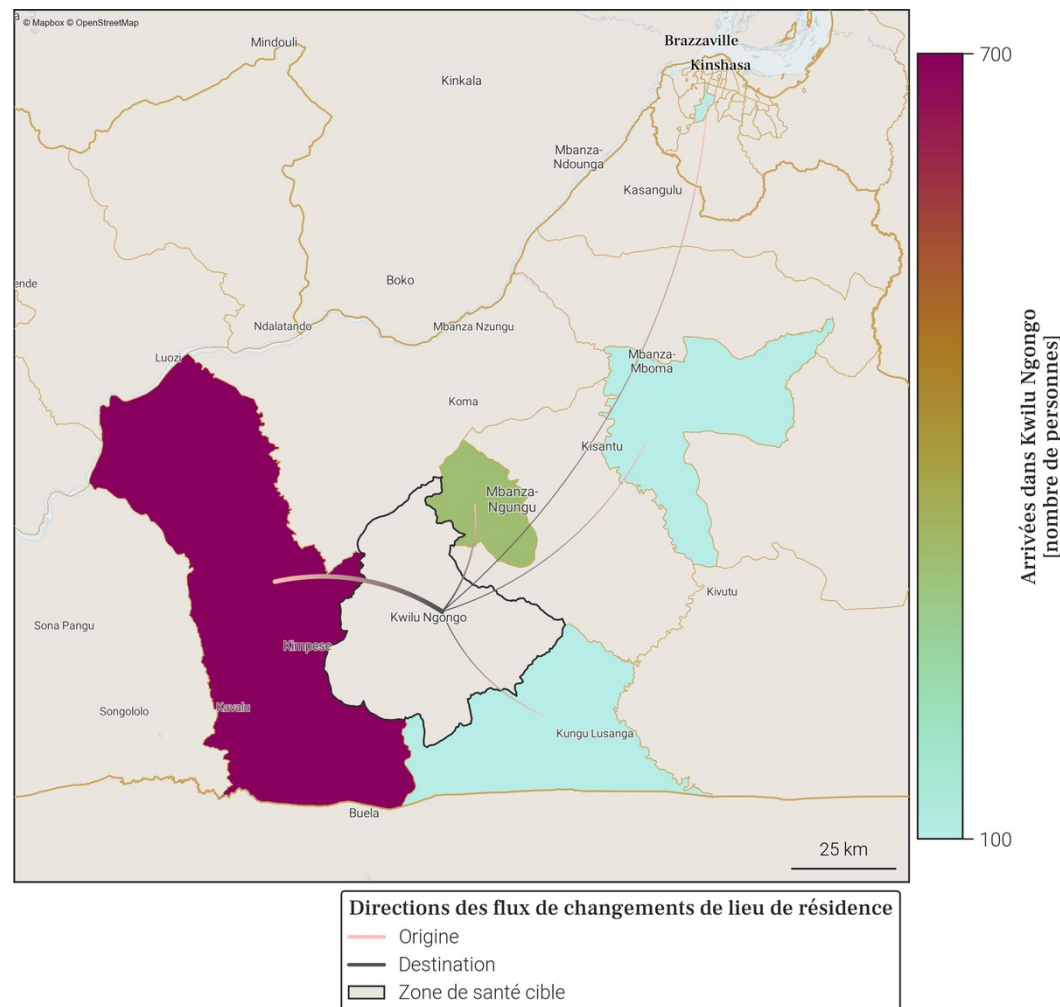 © Mapbox © OpenStreetMap
Mindouli
Brazzaville
Kinshasa
Kinkala
Mbanza-
Ndounga
Kasangulu
ende
Boko
Ndalatando
Mbanza Nzungu
Luozi
Mbanza-
Mboma
Koma
Kisantu
Mbanza-
Ngungu
Kivutu
Kwilu Ngongo
Sona Pangu
Kimpese
Songololo
Kavalu
Kungu Lusanga
Buela
25 km
700
100
Arrivées dans Kwilu Ngongo
[nombre de personnes]
Directions des flux de changements de lieu de résidence
Origine
Destination
Zone de santé cible